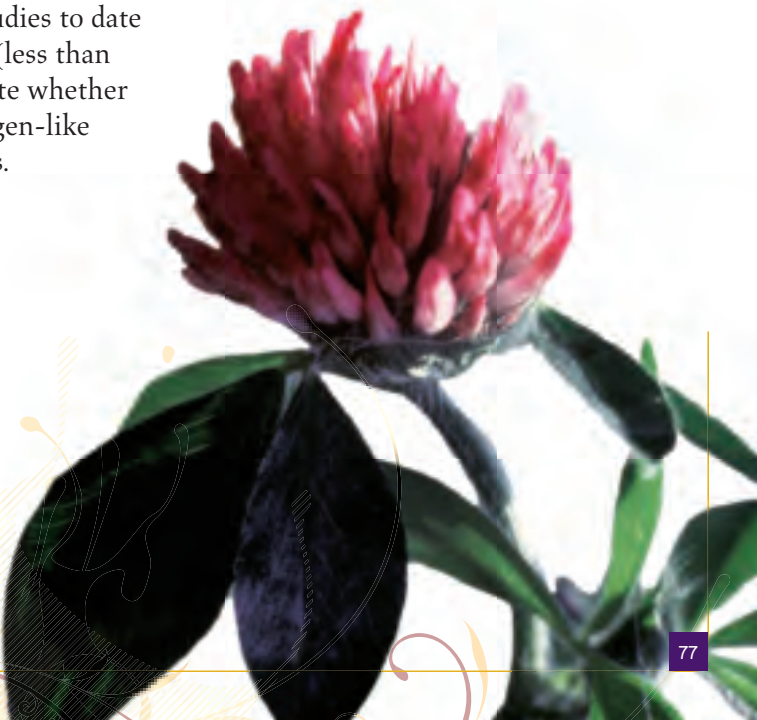 udies to date
(less than
te whether
gen-like
s.
77